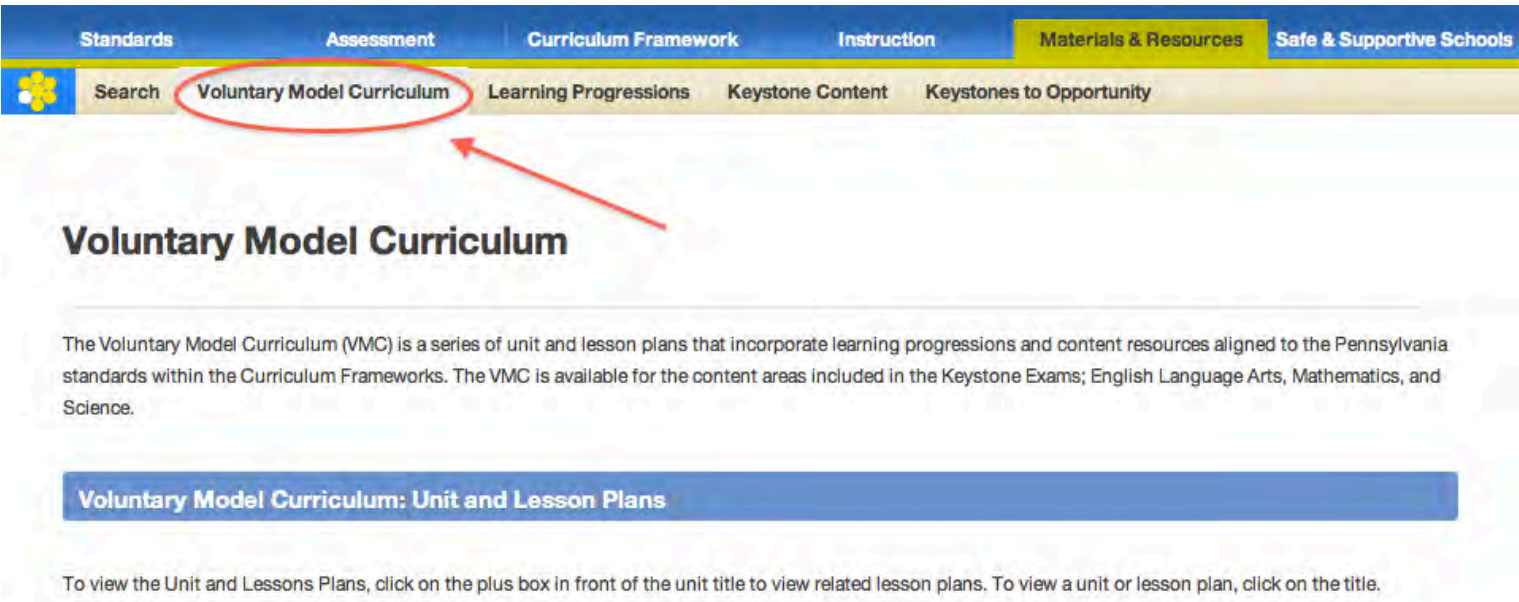 Standards Assessment Curriculum Framework Instruction Materials & Resources Safe & Supportive Schools
Search Voluntary Model Curriculum Learning Progressions Keystone Content Keystones to Opportunity
Voluntary Model Curriculum
The Voluntary Model Curriculum (VMC) is a series of unit and lesson plans that incorporate learning progressions and content resources aligned to the Pennsylvania
standards within the Curriculum Frameworks. The VMC is available for the content areas included in the Keystone Exams; English Language Arts, Mathematics, and
Science.
Voluntary Model Curriculum: Unit and Lesson Plans
To view the Unit and Lessons Plans, click on the plus box in front of the unit title to view related lesson plans. To view a unit or lesson plan, click on the title.